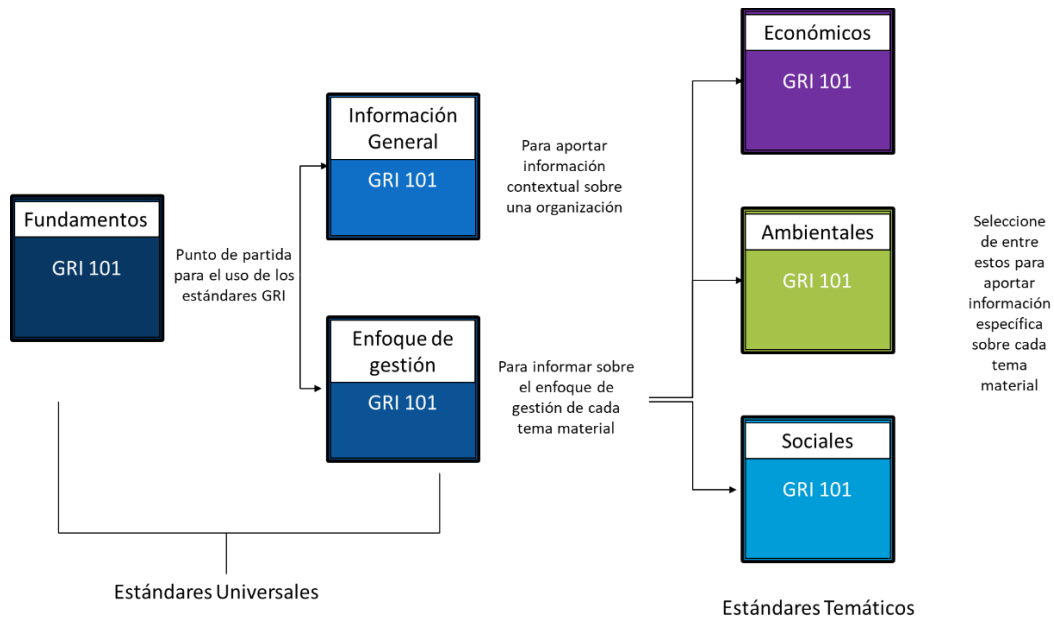 Fundamentos
GRI 101
Punto de partida
para el uso de los
estándares GRI
Información
General
GRI 101
Para aportar
información
contextual sobre
una organización
Enfoque de
gestión
GRI 101
Para informar sobre
el enfoque de
gestión de cada
tema material
Económicos
GRI 101
Ambientales
GRI 101
Sociales
GRI 101
Seleccione
de entre
estos para
aportar
información
específica
sobre cada
tema
material
Estándares Universales
Estándares Temáticos